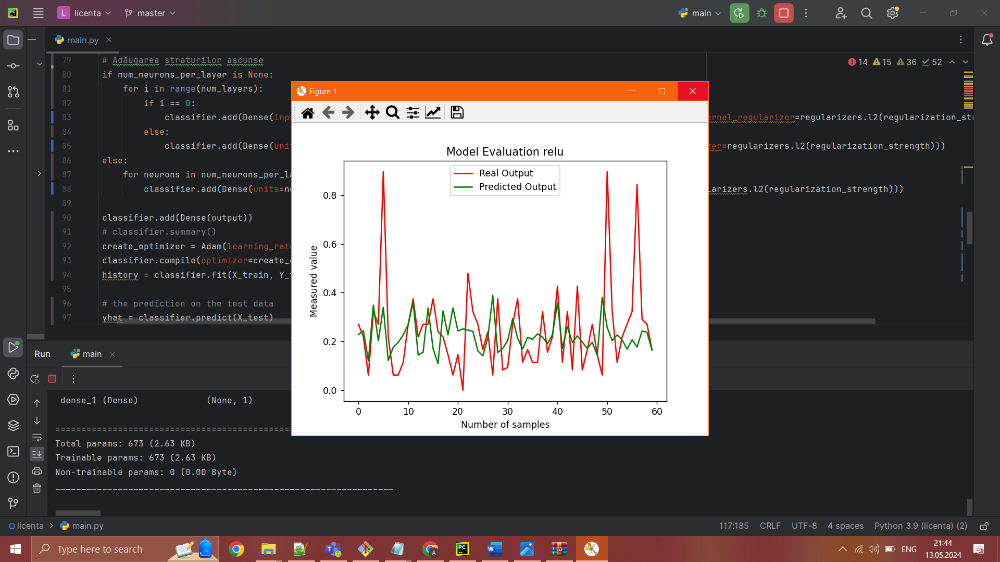 L licenta
master
main
main.py
79 # Adăugarea straturilor ascunse
14 15 36 52
80 if num_neurons_per_layer is None:
81 for i in range(num_layers):
82 if i == 0:
83 classifier.add(Dense(inpu
ernel_regularizer=regularizers.l2(regularization_str
84 else:
85 classifier.add(Dense(unit
zer=regularizers.l2(regularization_strength)))
86 else:
87 for neurons in num_neurons_per_la
88 classifier.add(Dense(units=ne
larizers.l2(regularization_strength)))
89
90 classifier.add(Dense(output))
91 # classifier.summary()
92 create_optimizer = Adam(learning_rate
93 classifier.compile(optimizer=create_o
94 history = classifier.fit(X_train, Y_t
95
96 # the prediction on the test data
97 yhat = classifier.predict(X_test)
Figure 1
Model Evaluation relu
Real Output
Predicted Output
Measured value
0.8
0.6
0.4
0.2
0.0
0 10 20 30 40 50 60
Number of samples
Run main
dense_1 (Dense) (None, 1)
==============================================
Total params: 673 (2.63 KB)
Trainable params: 673 (2.63 KB)
Non-trainable params: 0 (0.00 Byte)
_________________________________________________________________
licenta > main.py
117:185 CRLF UTF-8 4 spaces Python 3.9 (licenta) (2)
Type here to search
ENG
21:44
13.05.2024